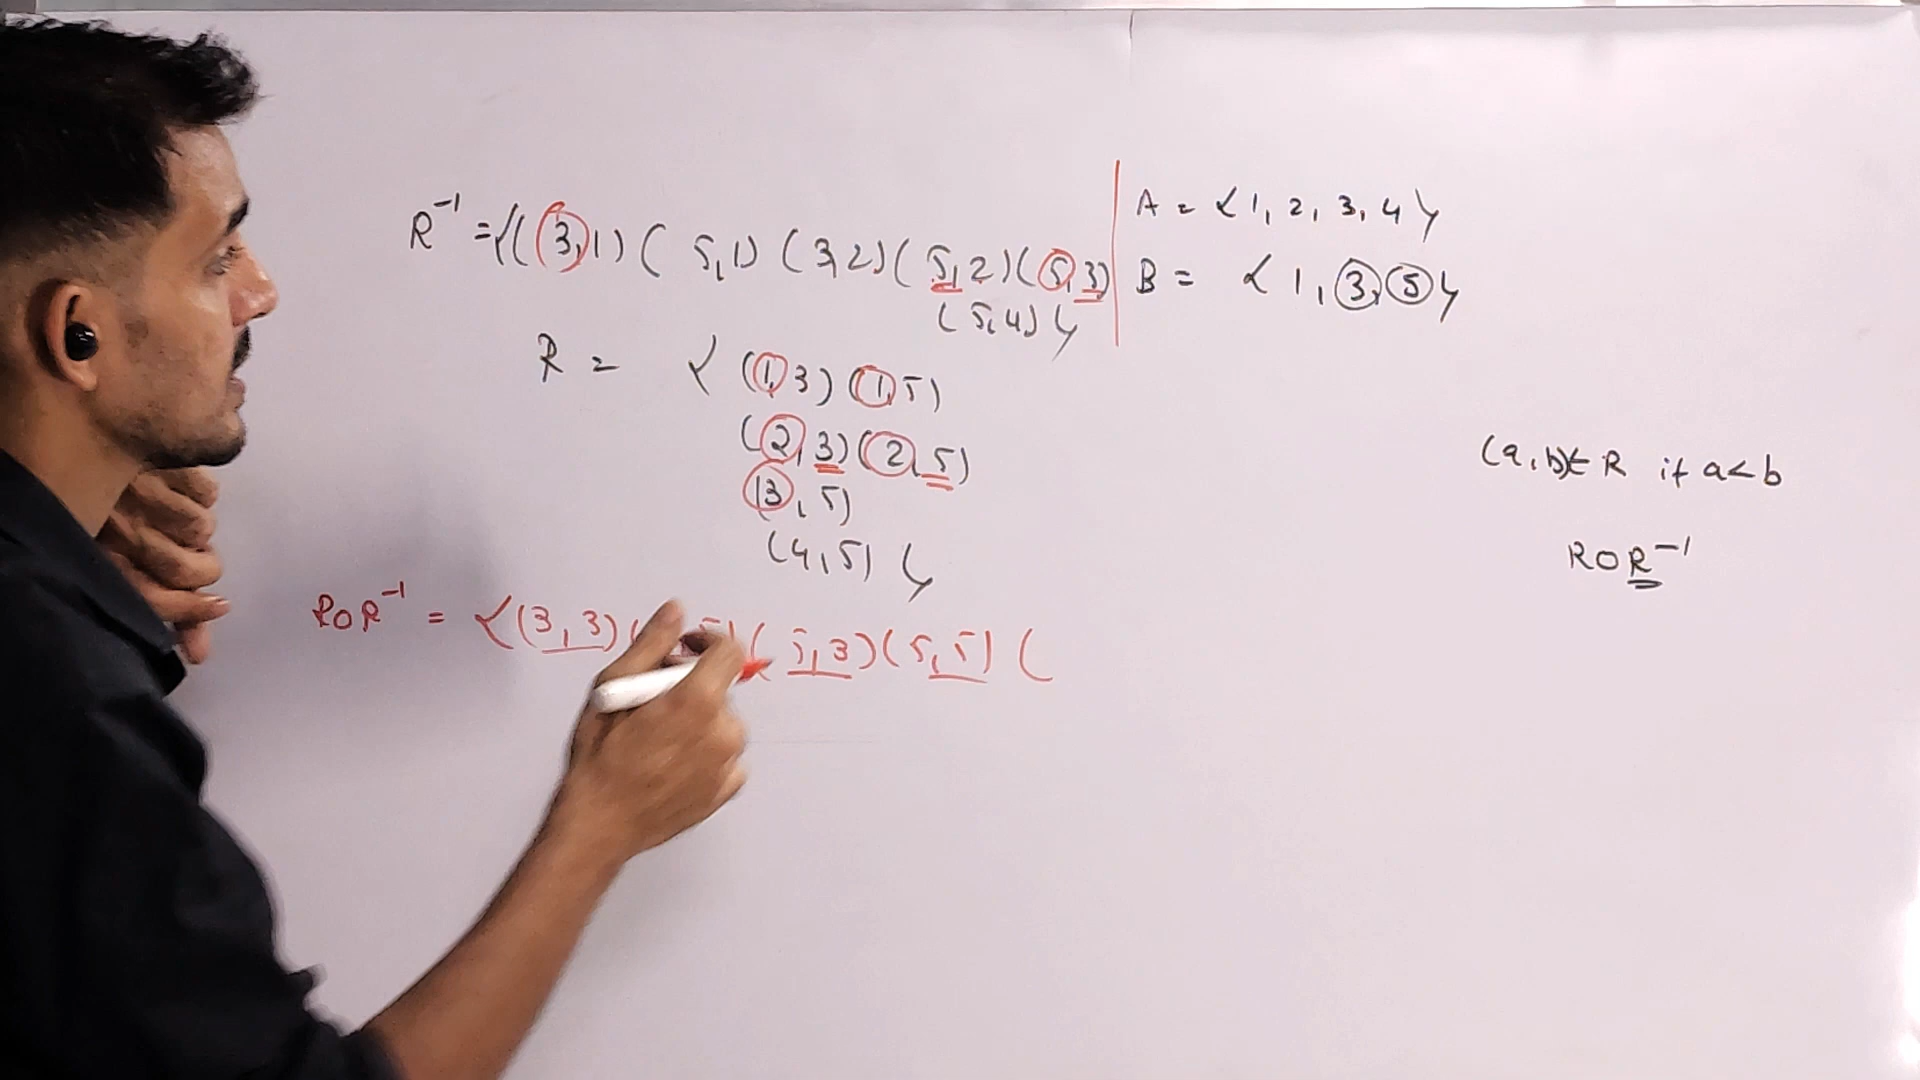 R⁻¹ = {(3,1) (5,1) (3,2) (5,2) (5,3)
(5,4)}
A = {1, 2, 3, 4}
B = {1, 3, 5}
R = { (1,3) (1,5)
(2,3) (2,5)
(3,5)
(4,5) }
(a,b) ∈ R if a<b
ROR⁻¹
ROR⁻¹ = {(3,3) ( 5) (5,3) (5,5) (